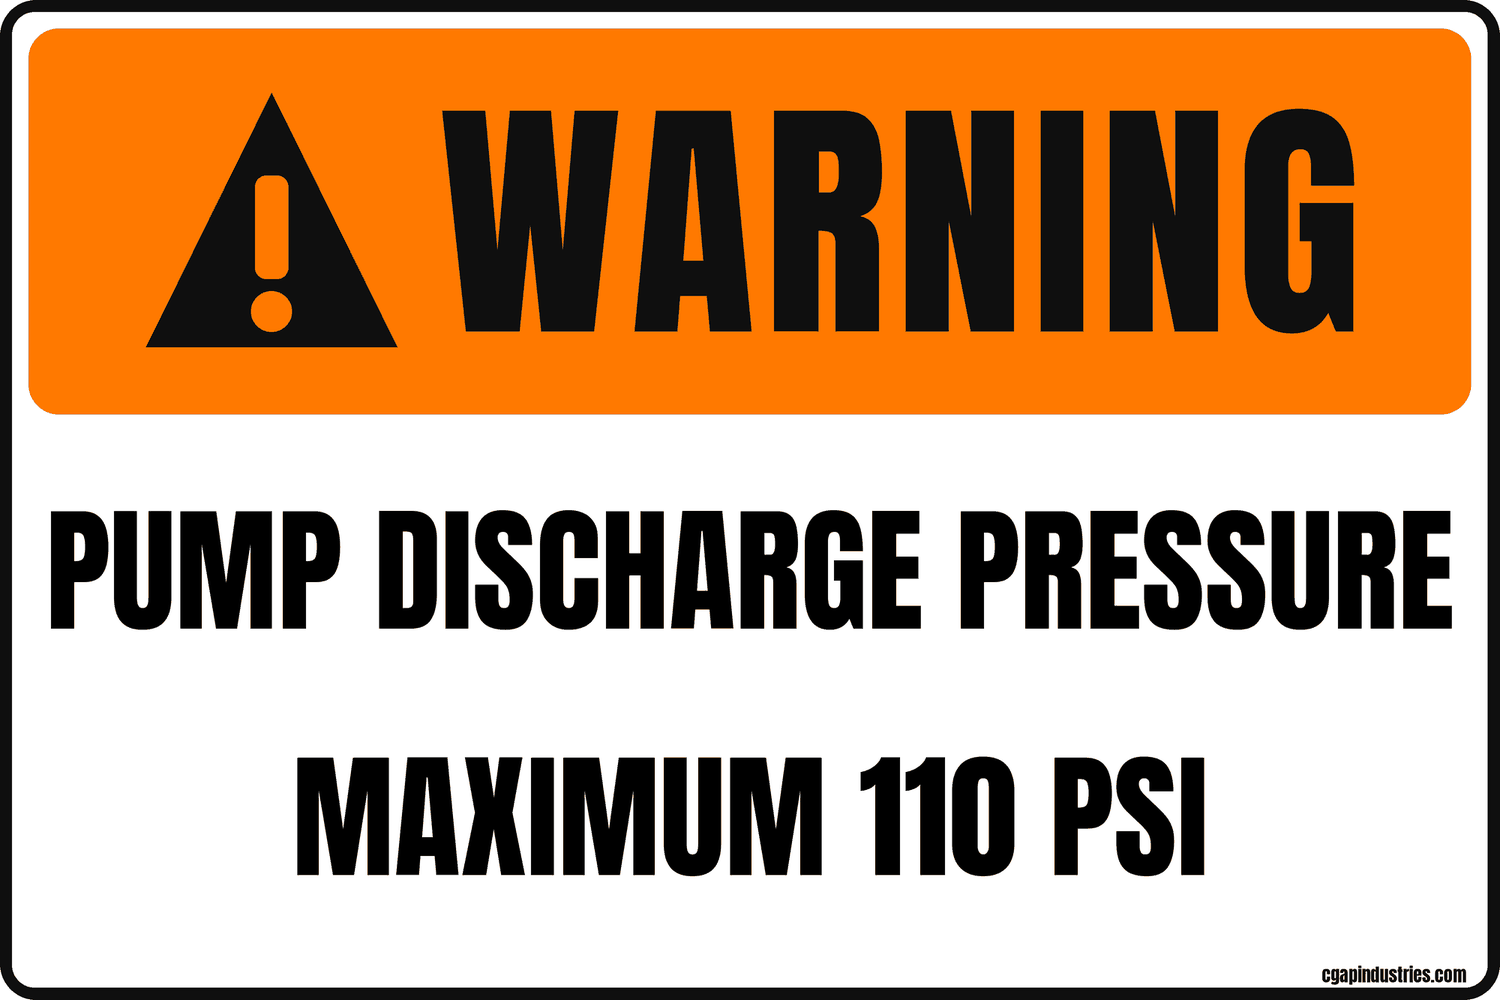 WARNING
PUMP DISCHARGE PRESSURE
MAXIMUM 110 PSI
cgapindustries.com